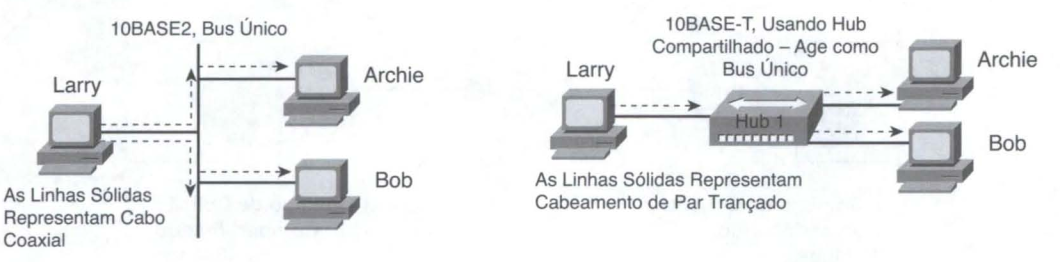 10BASE2, Bus Único
Larry
Archie
Bob
As Linhas Sólidas
Representam Cabo
Coaxial
10BASE-T, Usando Hub
Compartilhado – Age como
Bus Único
Larry
Archie
Hub 1
Bob
As Linhas Sólidas Representam
Cabeamento de Par Trançado